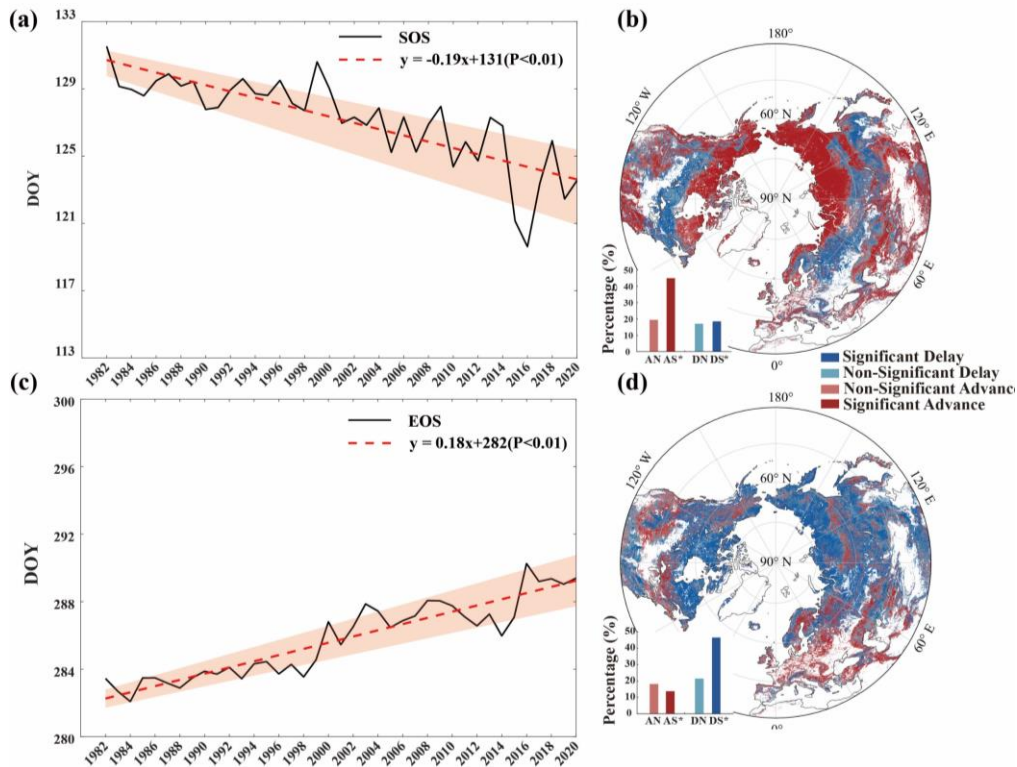 (a)
133
129
125
121
117
113
DOY
SOS
y = -0.19x+131(P<0.01)
1982
1984
1986
1988
1990
1992
1994
1996
1998
2000
2002
2004
2006
2008
2010
2012
2014
2016
2018
2020
(b)
180°
120° W
120° E
60° N
90° N
60° E
0°
Percentage (%)
50
40
30
20
10
0
AN AS* DN DS*
Significant Delay
Non-Significant Delay
Non-Significant Advance
Significant Advance
(c)
300
296
292
288
284
280
DOY
EOS
y = 0.18x+282(P<0.01)
1982
1984
1986
1988
1990
1992
1994
1996
1998
2000
2002
2004
2006
2008
2010
2012
2014
2016
2018
2020
(d)
180°
120° W
120° E
60° N
90° N
60° E
0°
Percentage (%)
50
40
30
20
10
0
AN AS* DN DS*